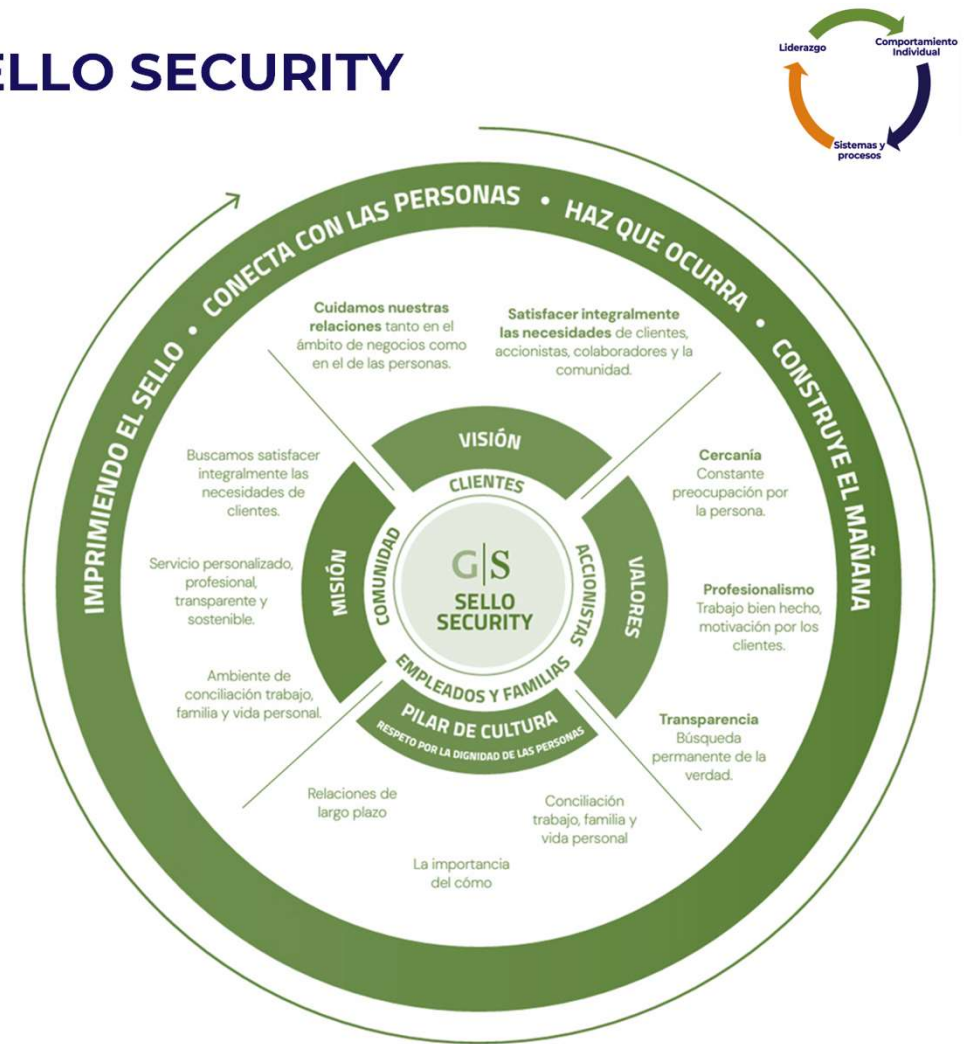 ELLO SECURITY
Liderazgo
Comportamiento
Individual
Sistemas y
procesos
IMPRIMIENDO EL SELLO • CONECTA CON LAS PERSONAS • HAZ QUE OCURRA • CONSTRUYE EL MAÑANA
Cuidamos nuestras
relaciones tanto en el
ámbito de negocios como
en el de las personas.
Satisfacer integralmente
las necesidades de clientes,
accionistas, colaboradores y la
comunidad.
VISIÓN
Buscamos satisfacer
integralmente las
necesidades de
clientes.
Servicio personalizado,
profesional,
transparente y
sostenible.
Ambiente de
conciliación trabajo,
familia y vida personal.
MISIÓN
CLIENTES
COMUNIDAD
ACCIONISTAS
EMPLEADOS Y FAMILIAS
G|S
SELLO
SECURITY
VALORES
Cercanía
Constante
preocupación por
la persona.
Profesionalismo
Trabajo bien hecho,
motivación por los
clientes.
Transparencia
Búsqueda
permanente de la
verdad.
PILAR DE CULTURA
RESPETO POR LA DIGNIDAD DE LAS PERSONAS
Relaciones de
largo plazo
La importancia
del cómo
Conciliación
trabajo, familia y
vida personal